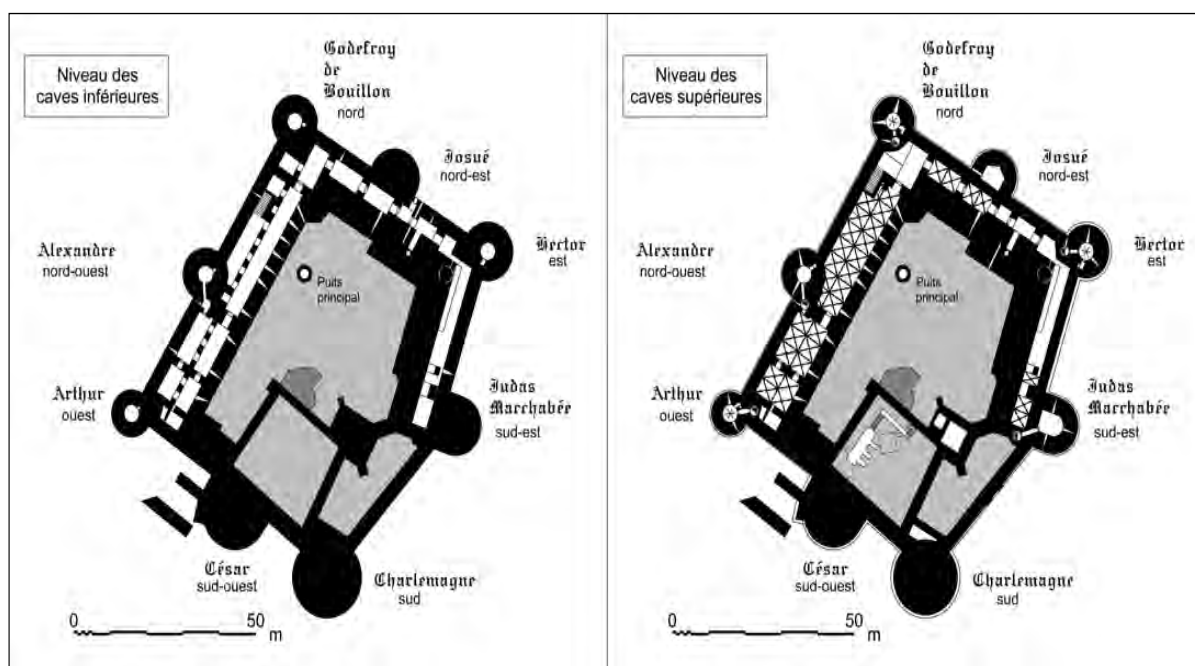 Niveau des
caves inférieures
Godefroy
de
Bouillon
nord
Josué
nord-est
Alexandre
nord-ouest
Hector
est
Puits
principal
Arthur
ouest
Judas
Macchabée
sud-est
César
sud-ouest
Charlemagne
sud
0 50 m
Niveau des
caves supérieures
Godefroy
de
Bouillon
nord
Josué
nord-est
Alexandre
nord-ouest
Hector
est
Puits
principal
Arthur
ouest
Judas
Macchabée
sud-est
César
sud-ouest
Charlemagne
sud
0 50 m